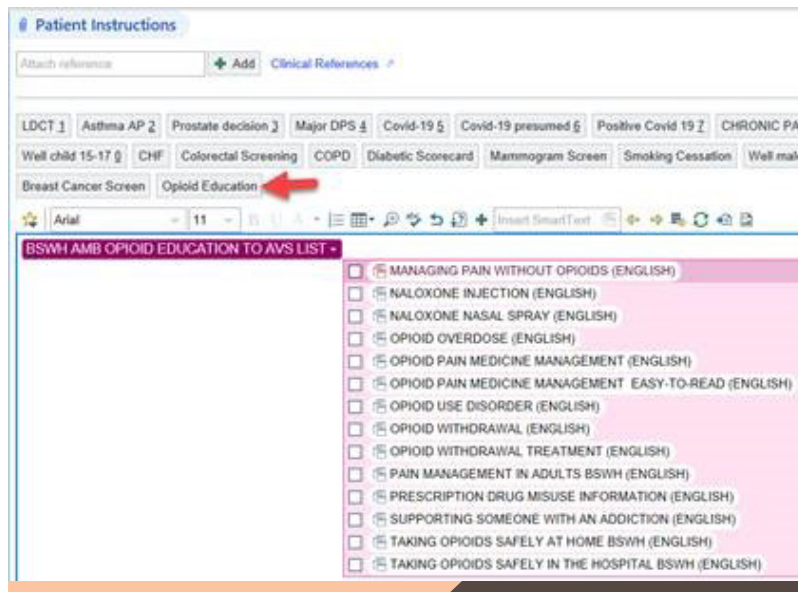 Patient Instructions
Attach reference Add Clinical References
LDCT 1 Asthma AP 2 Prostate decision 3 Major DPS 4 Covid-19 5 Covid-19 presumed 6 Positive Covid 19 7 CHRONIC PA
Well child 15-17 9 CHF Colorectal Screening COPD Diabetic Scorecard Mammogram Screen Smoking Cessation Well mal
Breast Cancer Screen Opioid Education
Arial 11 B U A Insert SmartText
BSWH AMB OPIOID EDUCATION TO AVS LIST
MANAGING PAIN WITHOUT OPIOIDS (ENGLISH)
NALOXONE INJECTION (ENGLISH)
NALOXONE NASAL SPRAY (ENGLISH)
OPIOID OVERDOSE (ENGLISH)
OPIOID PAIN MEDICINE MANAGEMENT (ENGLISH)
OPIOID PAIN MEDICINE MANAGEMENT EASY-TO-READ (ENGLISH)
OPIOID USE DISORDER (ENGLISH)
OPIOID WITHDRAWAL (ENGLISH)
OPIOID WITHDRAWAL TREATMENT (ENGLISH)
PAIN MANAGEMENT IN ADULTS BSWH (ENGLISH)
PRESCRIPTION DRUG MISUSE INFORMATION (ENGLISH)
SUPPORTING SOMEONE WITH AN ADDICTION (ENGLISH)
TAKING OPIOIDS SAFELY AT HOME BSWH (ENGLISH)
TAKING OPIOIDS SAFELY IN THE HOSPITAL BSWH (ENGLISH)